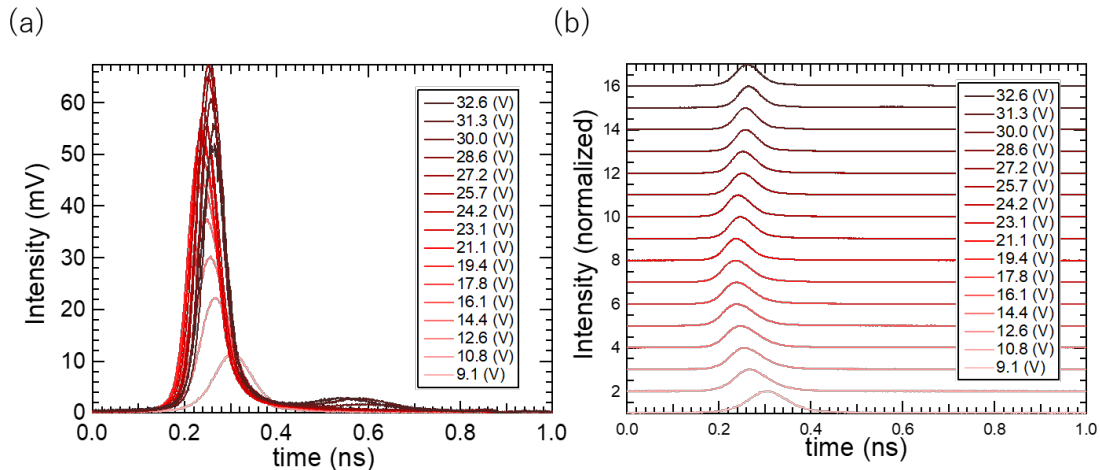 (a)
(b)
Intensity (mV)
60
50
40
30
20
10
0
32.6 (V)
31.3 (V)
30.0 (V)
28.6 (V)
27.2 (V)
25.7 (V)
24.2 (V)
23.1 (V)
21.1 (V)
19.4 (V)
17.8 (V)
16.1 (V)
14.4 (V)
12.6 (V)
10.8 (V)
9.1 (V)
0.0 0.2 0.4 0.6 0.8 1.0
time (ns)
Intensity (normalized)
16
14
12
10
8
6
4
2
32.6 (V)
31.3 (V)
30.0 (V)
28.6 (V)
27.2 (V)
25.7 (V)
24.2 (V)
23.1 (V)
21.1 (V)
19.4 (V)
17.8 (V)
16.1 (V)
14.4 (V)
12.6 (V)
10.8 (V)
9.1 (V)
0.0 0.2 0.4 0.6 0.8 1.0
time (ns)